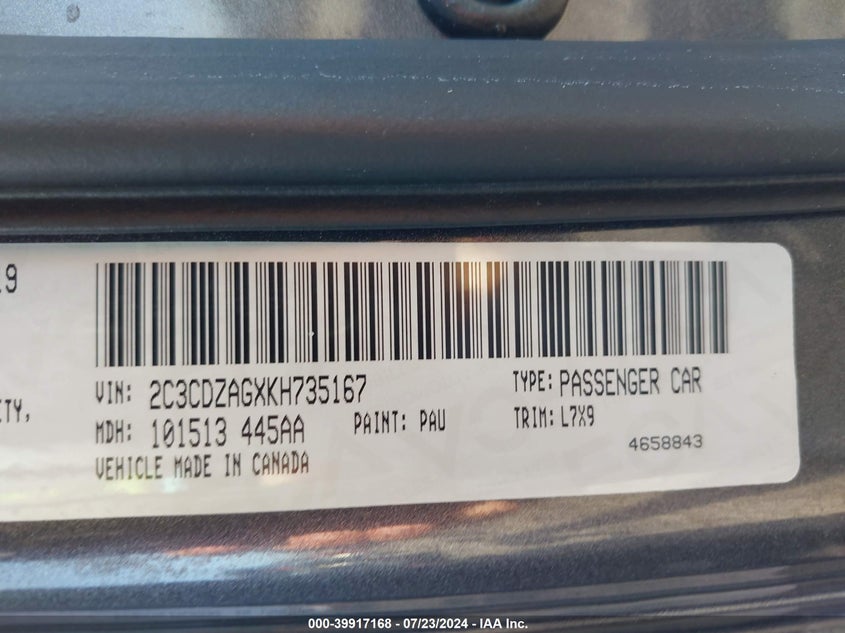 .9
VIN: 2C3CDZAGXKH735167 TYPE: PASSENGER CAR
ITY, MDH: 101513 445AA PAINT: PAU TRIM: L7X9
4658843
VEHICLE MADE IN CANADA
000-39917168 - 07/23/2024 - IAA Inc.